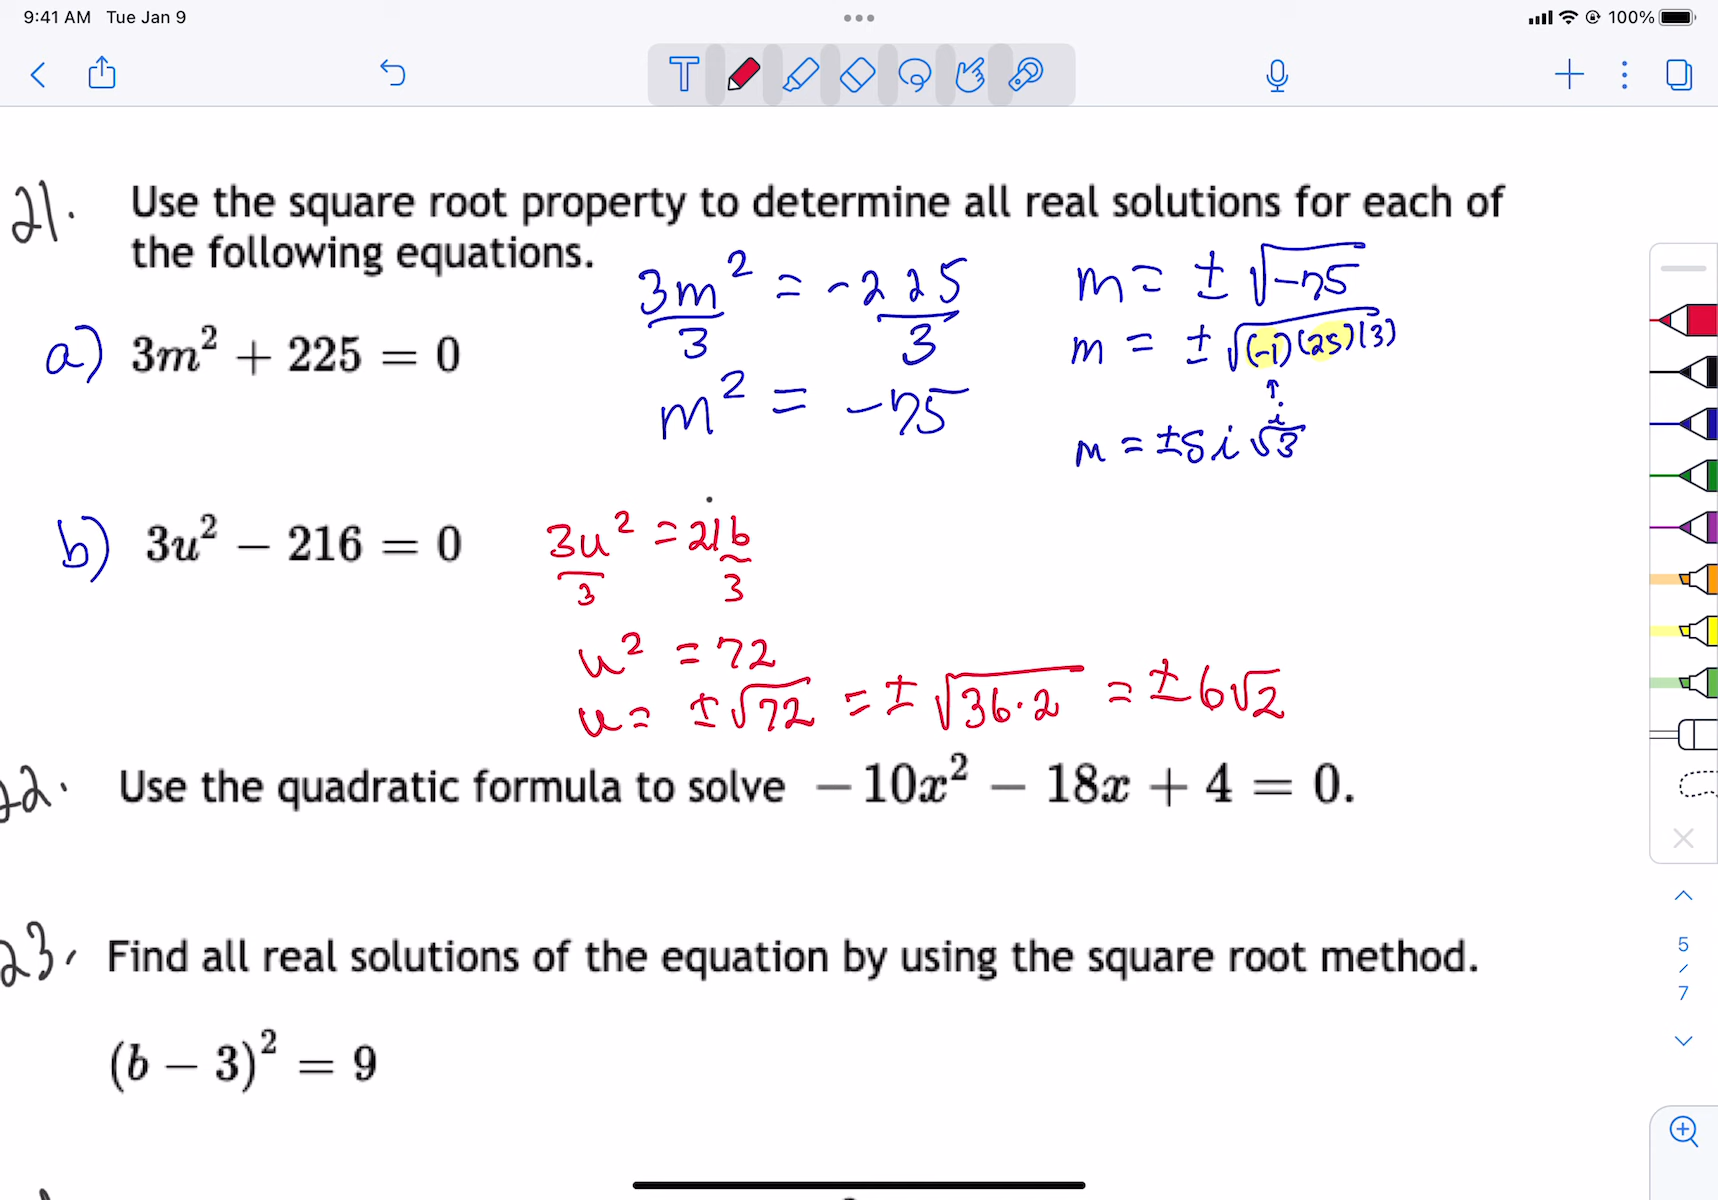 9:41 AM Tue Jan 9
100%
21. Use the square root property to determine all real solutions for each of
the following equations.
a) 3m² + 225 = 0
3m² = -225
3 3
m² = -75
m = ± √-75
m = ± √(-1)(25)(3)
↑
i
m = ±5i√3
b) 3u² − 216 = 0
3u² = 216
3 3
u² = 72
u = ±√72 = ± √36·2 = ±6√2
22. Use the quadratic formula to solve −10x² − 18x + 4 = 0.
23. Find all real solutions of the equation by using the square root method.
(b − 3)² = 9
5
/
7